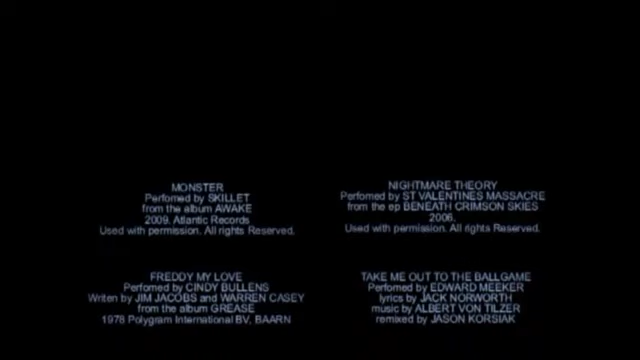 MONSTER
Perfomed by SKILLET
from the album AWAKE
2009. Atlantic Records
Used with permission. All rights Reserved.
NIGHTMARE THEORY
Perfomed by ST VALENTINES MASSACRE
from the ep BENEATH CRIMSON SKIES
2006.
Used with permission. All rights Reserved.
FREDDY MY LOVE
Perfomed by CINDY BULLENS
Writen by JIM JACOBS and WARREN CASEY
from the album GREASE
1978 Polygram International BV, BAARN
TAKE ME OUT TO THE BALLGAME
Perfomed by EDWARD MEEKER
lyrics by JACK NORWORTH
music by ALBERT VON TILZER
remixed by JASON KORSIAK